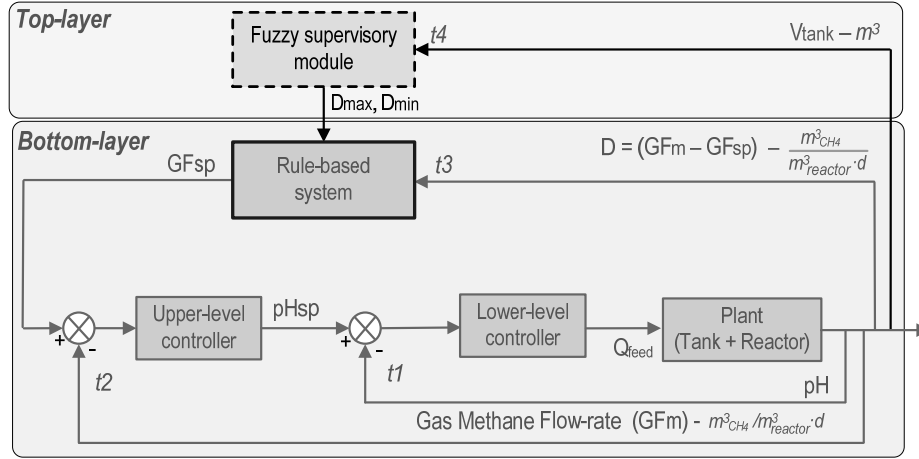 Top-layer
Fuzzy supervisory
module
t4
Vtank – m³
Dmax, Dmin
Bottom-layer
GFsp
Rule-based
system
t3
D = (GFm – GFsp) – m³CH4 / m³reactor·d
Upper-level
controller
pHsp
Lower-level
controller
Qfeed
Plant
(Tank + Reactor)
+
-
t2
+
-
t1
pH
Gas Methane Flow-rate (GFm) - m³CH4/m³reactor·d